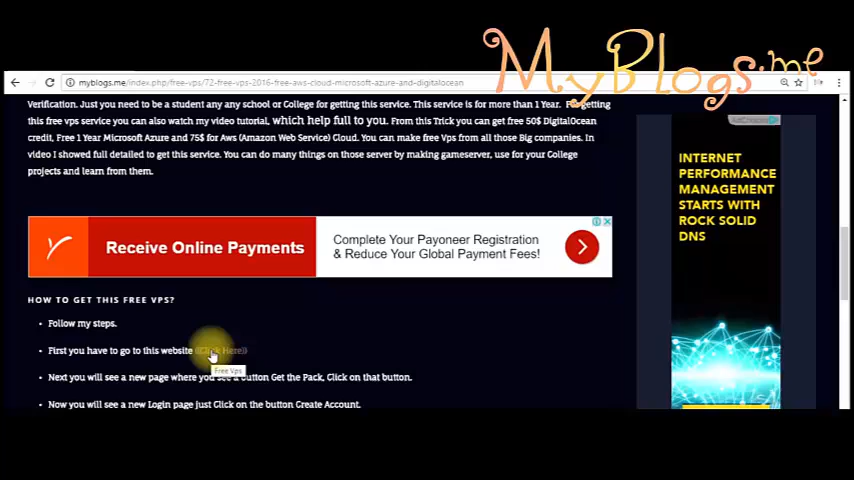 MyBlogs.me
myblogs.me/index.php/free-vps/72-free-vps-2016-free-aws-cloud-microsoft-azure-and-digitalocean
Verification. Just you need to be a student any any school or College for getting this service. This service is for more than 1 Year. For getting
this free vps service you can also watch my video tutorial, which help full to you. From this Trick you can get free 50$ DigitalOcean
credit, Free 1 Year Microsoft Azure and 75$ for Aws (Amazon Web Service) Cloud. You can make free Vps from all those Big companies. In
video I showed full detailed to get this service. You can do many things on those server by making gameserver, use for your College
projects and learn from them.
Receive Online Payments
Complete Your Payoneer Registration
& Reduce Your Global Payment Fees!
HOW TO GET THIS FREE VPS?
Follow my steps.
First you have to go to this website ((Click Here))
Free Vps
Next you will see a new page where you see a button Get the Pack, Click on that button.
Now you will see a new Login page just Click on the button Create Account.
AdChoices
INTERNET
PERFORMANCE
MANAGEMENT
STARTS WITH
ROCK SOLID
DNS